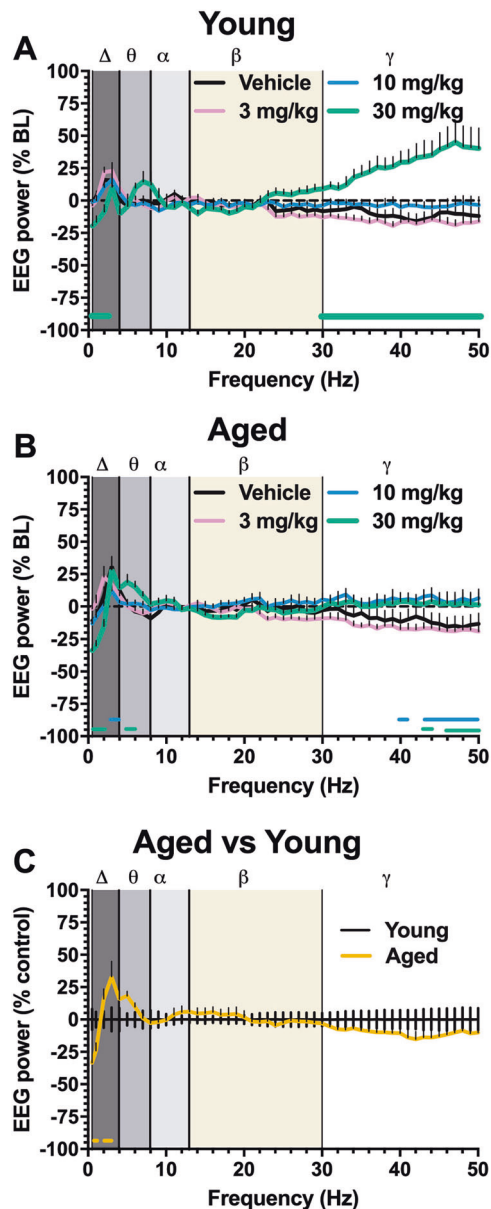 A Young
Δ θ α β γ
Vehicle 10 mg/kg
3 mg/kg 30 mg/kg
EEG power (% BL)
100
75
50
25
0
-25
-50
-75
-100
0 10 20 30 40 50
Frequency (Hz)
B Aged
Δ θ α β γ
Vehicle 10 mg/kg
3 mg/kg 30 mg/kg
EEG power (% BL)
100
75
50
25
0
-25
-50
-75
-100
0 10 20 30 40 50
Frequency (Hz)
C Aged vs Young
Δ θ α β γ
Young
Aged
EEG power (% control)
100
75
50
25
0
-25
-50
-75
-100
0 10 20 30 40 50
Frequency (Hz)